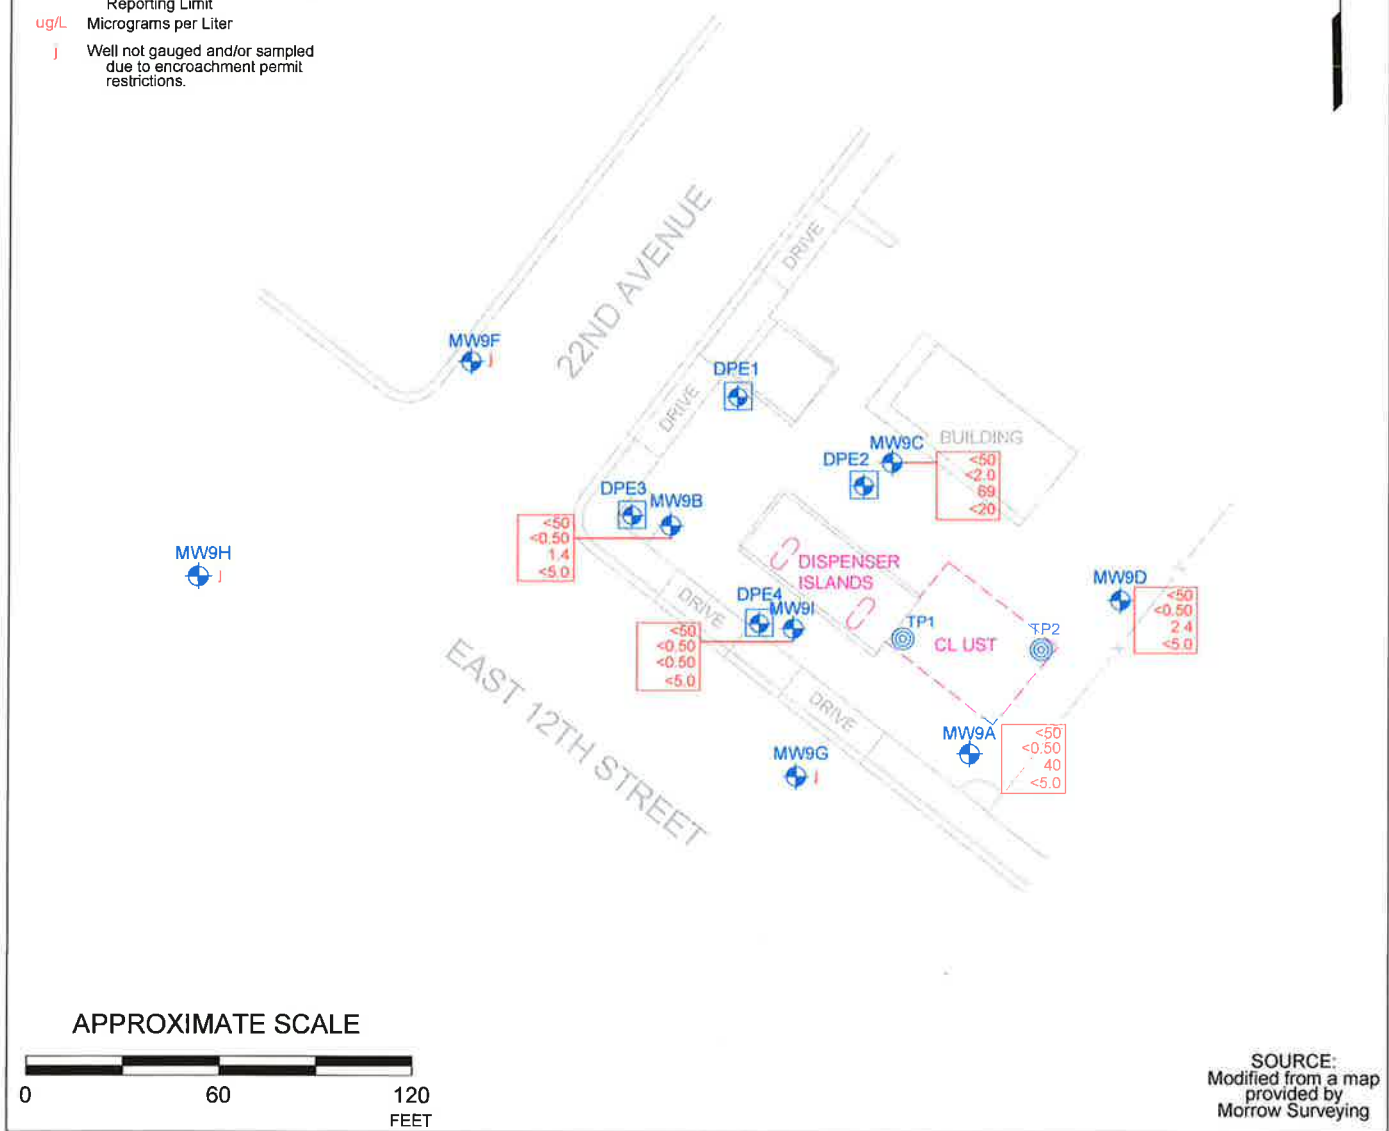 Reporting Limit
ug/L Micrograms per Liter
j Well not gauged and/or sampled
due to encroachment permit
restrictions.
22ND AVENUE
DRIVE
MW9F
j
DPE1
DRIVE
MW9C
BUILDING
DPE2
<50
<2.0
69
<20
DPE3
MW9B
<50
<0.50
1.4
<5.0
MW9H
j
DISPENSER
ISLANDS
MW9D
<50
<0.50
2.4
<5.0
DRIVE
DPE4
MW9I
<50
<0.50
<0.50
<5.0
TP1
CL UST
TP2
EAST 12TH STREET
DRIVE
MW9A
<50
<0.50
40
<5.0
MW9G
j
APPROXIMATE SCALE
0 60 120
FEET
SOURCE:
Modified from a map
provided by
Morrow Surveying